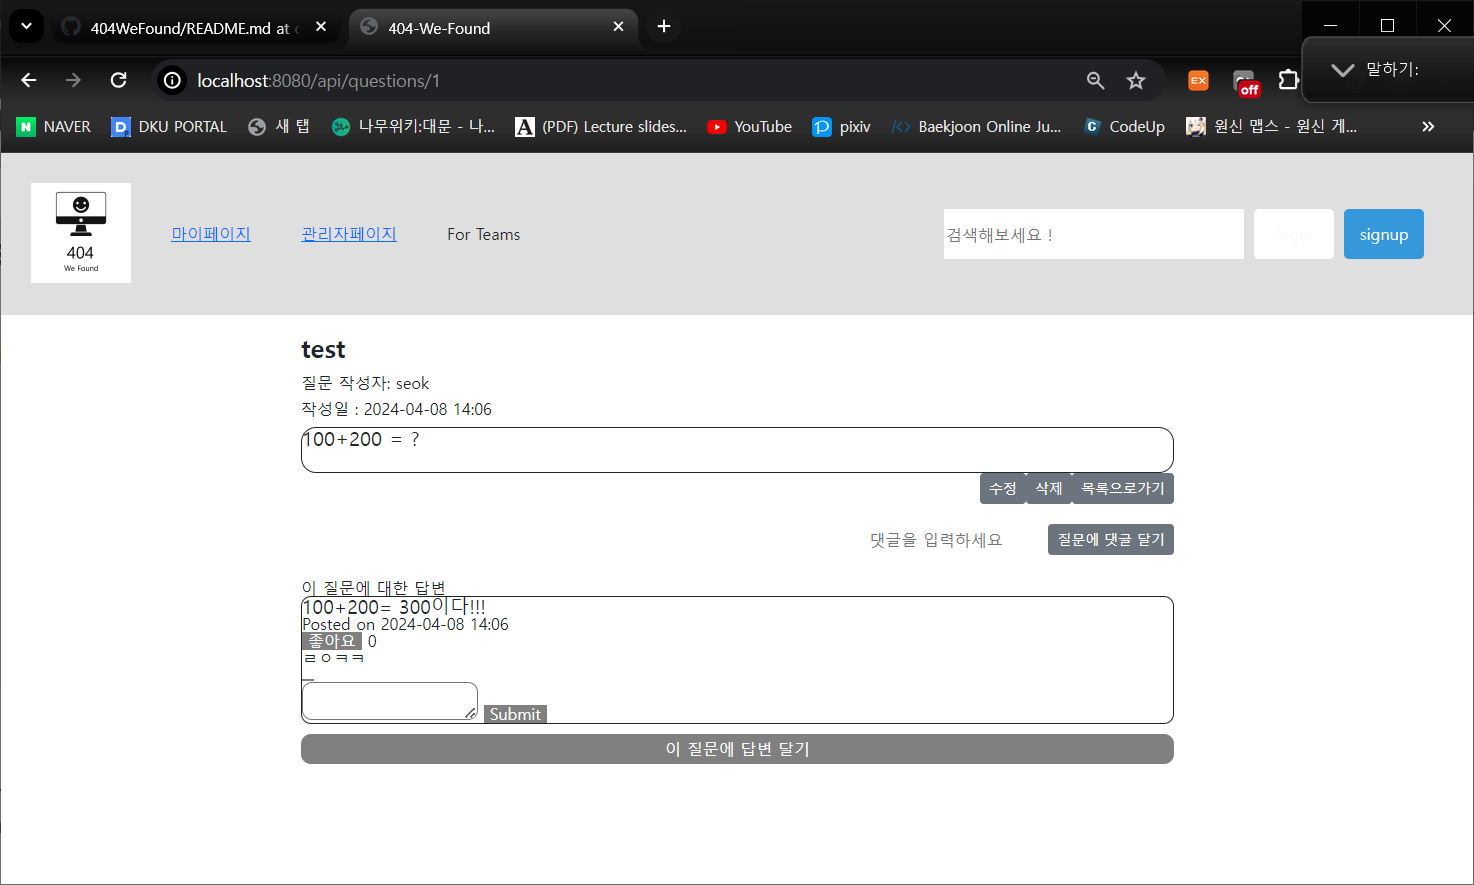 404WeFound/README.md at c
404-We-Found
localhost:8080/api/questions/1
EX
off
말하기:
N NAVER
D DKU PORTAL
새 탭
나무위키:대문 - 나...
A (PDF) Lecture slides...
YouTube
pixiv
</> Baekjoon Online Ju...
C CodeUp
원신 맵스 - 원신 게...
404
We Found
마이페이지
관리자페이지
For Teams
검색해보세요 !
login
signup
test
질문 작성자: seok
작성일 : 2024-04-08 14:06
100+200 = ?
수정
삭제
목록으로가기
댓글을 입력하세요
질문에 댓글 달기
이 질문에 대한 답변
100+200= 300이다!!!
Posted on 2024-04-08 14:06
좋아요 0
ㄹㅇㅋㅋ
Submit
이 질문에 답변 달기